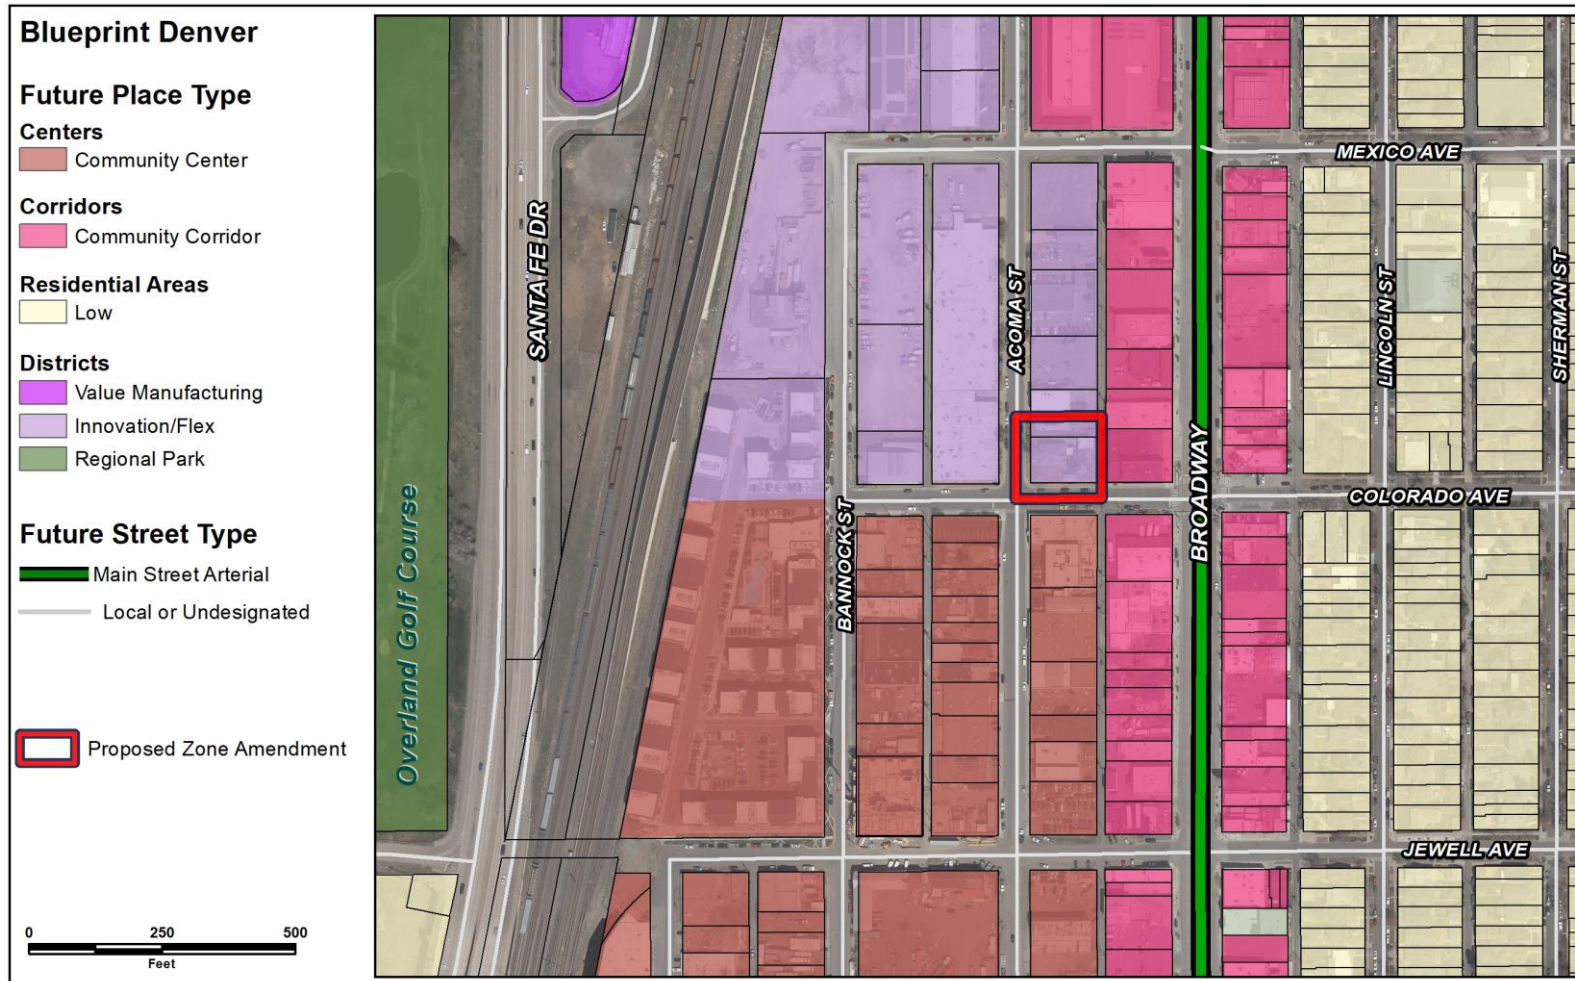 Blueprint Denver
Future Place Type
Centers
Community Center
Corridors
Community Corridor
Residential Areas
Low
Districts
Value Manufacturing
Innovation/Flex
Regional Park
Future Street Type
Main Street Arterial
Local or Undesignated
Proposed Zone Amendment
0 250 500
Feet
Overland Golf Course
SANTA FE DR
BANNOCK ST
ACOMA ST
BROADWAY
LINCOLN ST
SHERMAN ST
MEXICO AVE
COLORADO AVE
JEWELL AVE